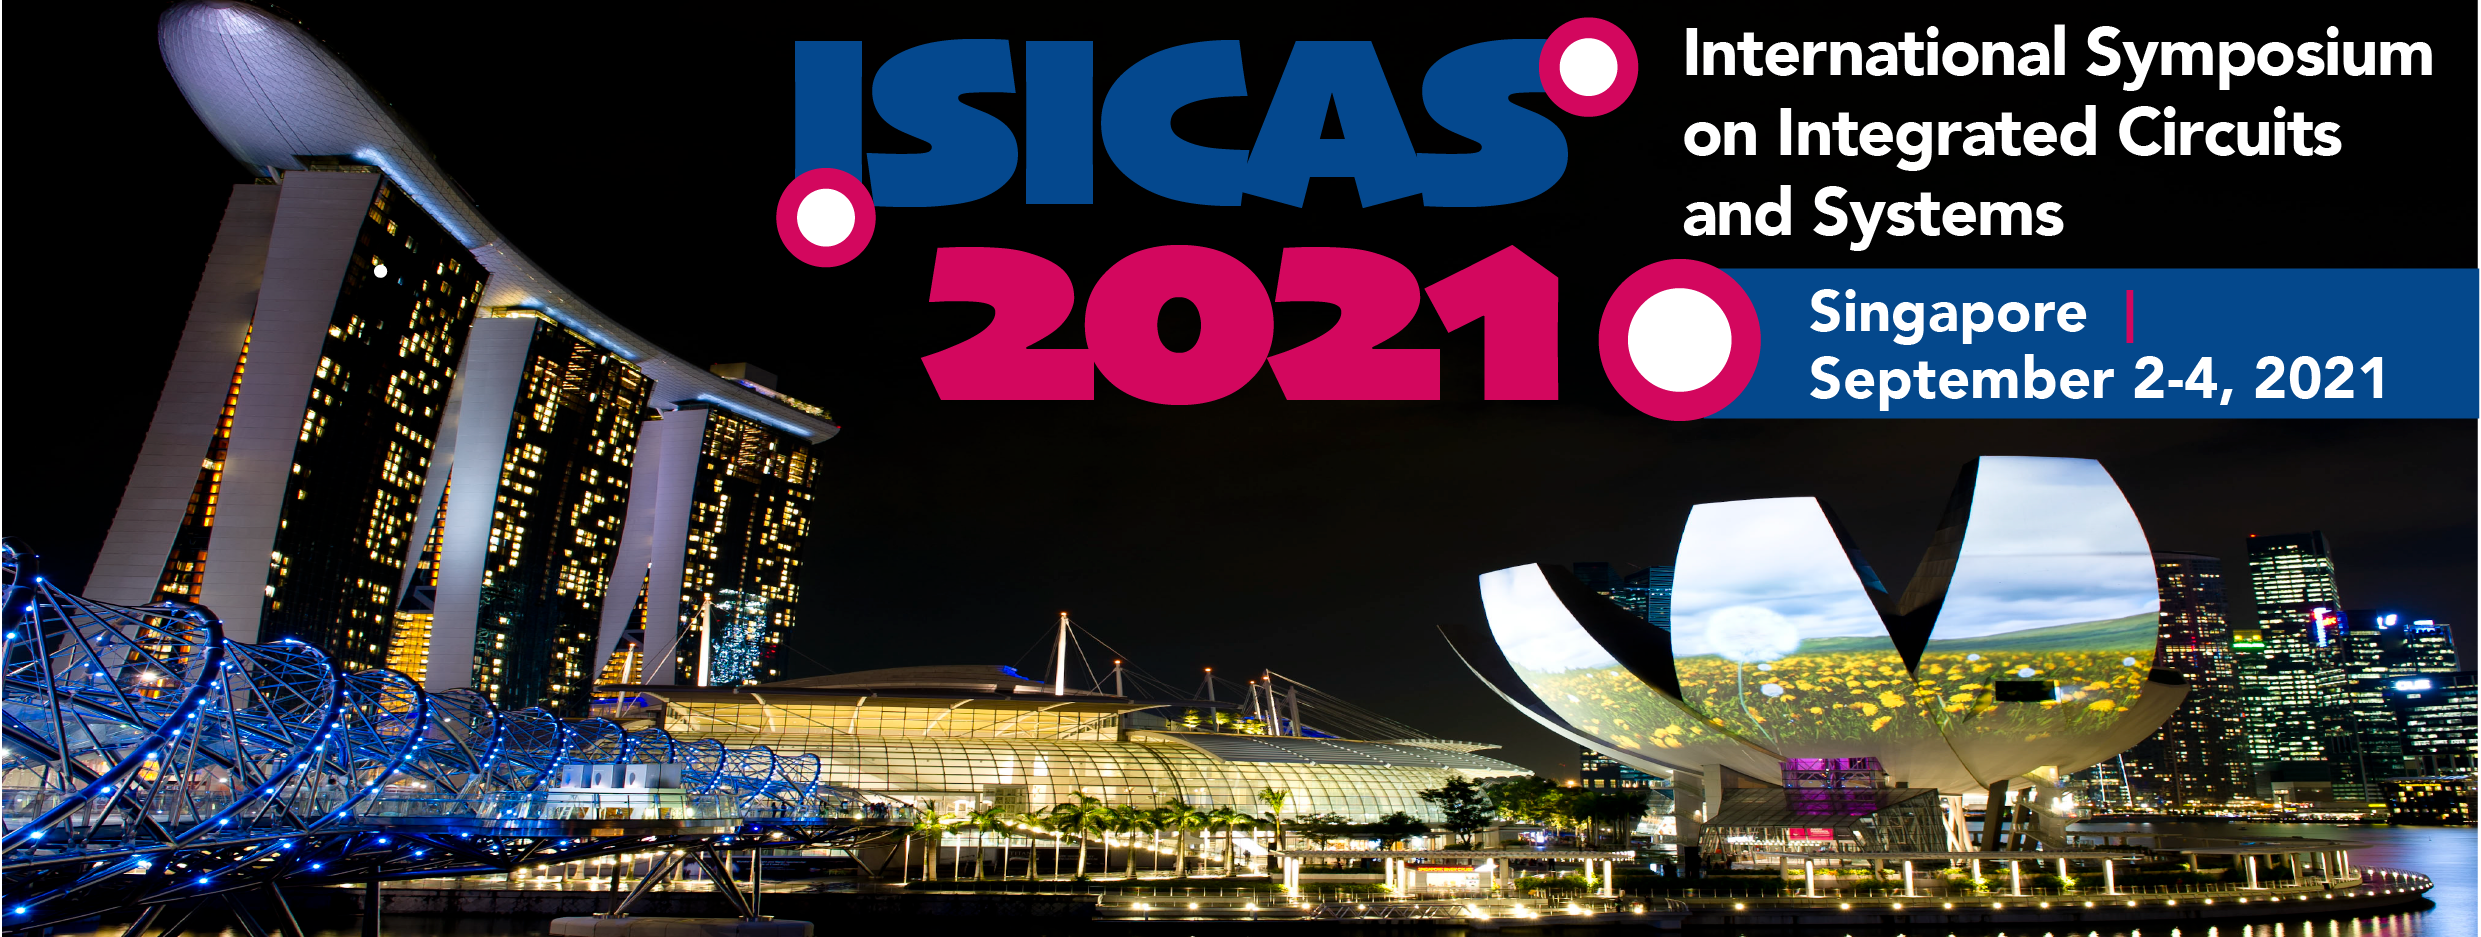 ISICAS
2021
International Symposium
on Integrated Circuits
and Systems
Singapore |
September 2-4, 2021